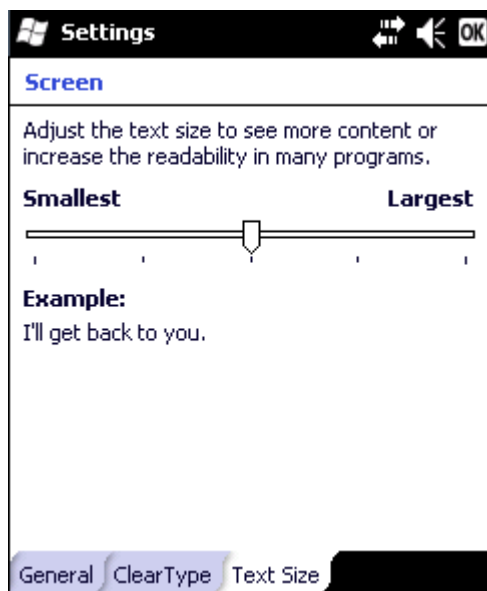 Settings
OK
Screen
Adjust the text size to see more content or
increase the readability in many programs.
Smallest Largest
Example:
I'll get back to you.
General ClearType Text Size